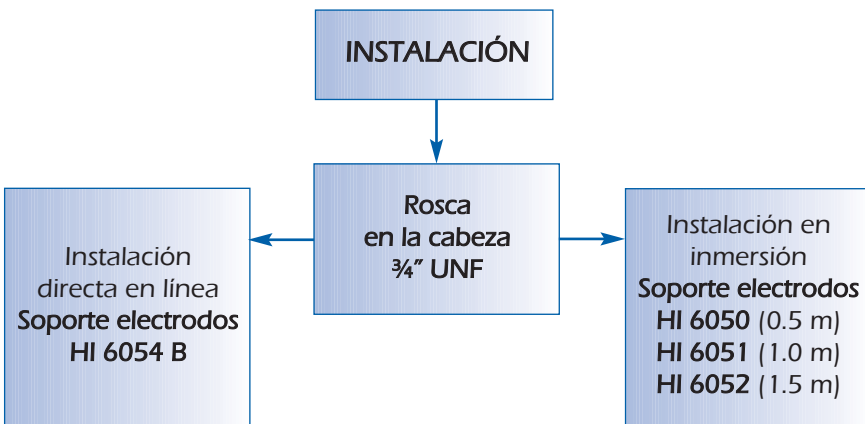 INSTALACIÓN
Rosca
en la cabeza
¾" UNF
Instalación
directa en línea
Soporte electrodos
HI 6054 B
Instalación en
inmersión
Soporte electrodos
HI 6050 (0.5 m)
HI 6051 (1.0 m)
HI 6052 (1.5 m)